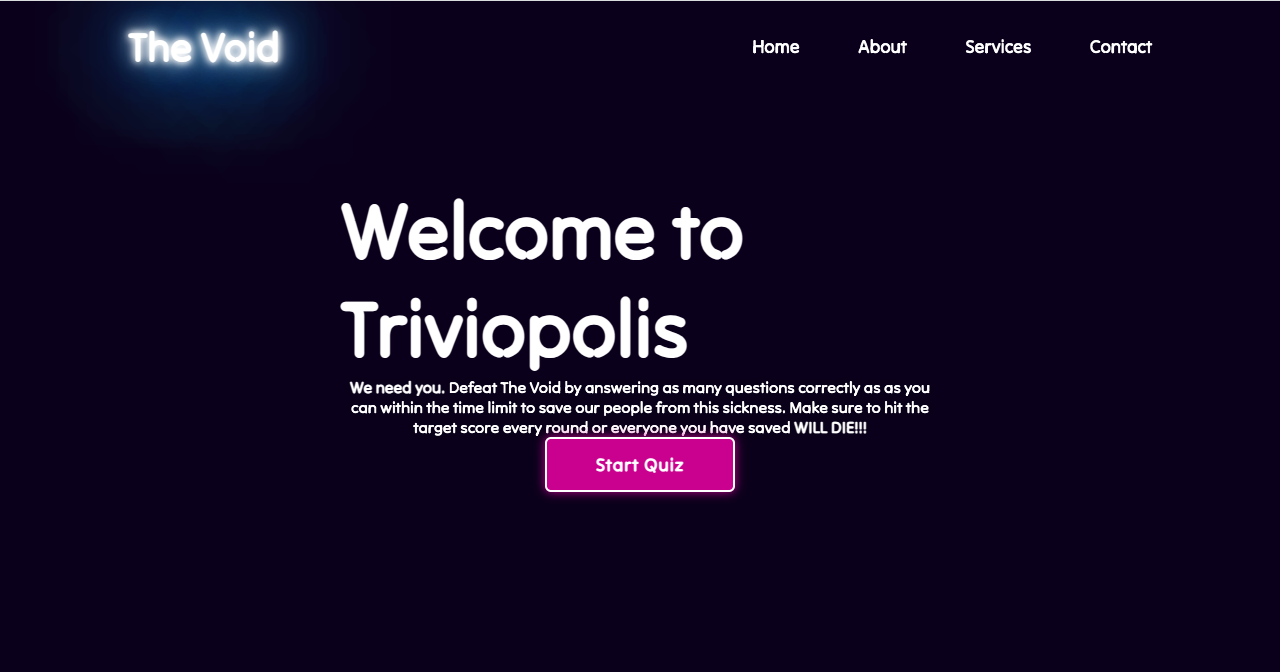 The Void
Home About Services Contact
Welcome to
Triviopolis
We need you. Defeat The Void by answering as many questions correctly as as you
can within the time limit to save our people from this sickness. Make sure to hit the
target score every round or everyone you have saved WILL DIE!!!
Start Quiz